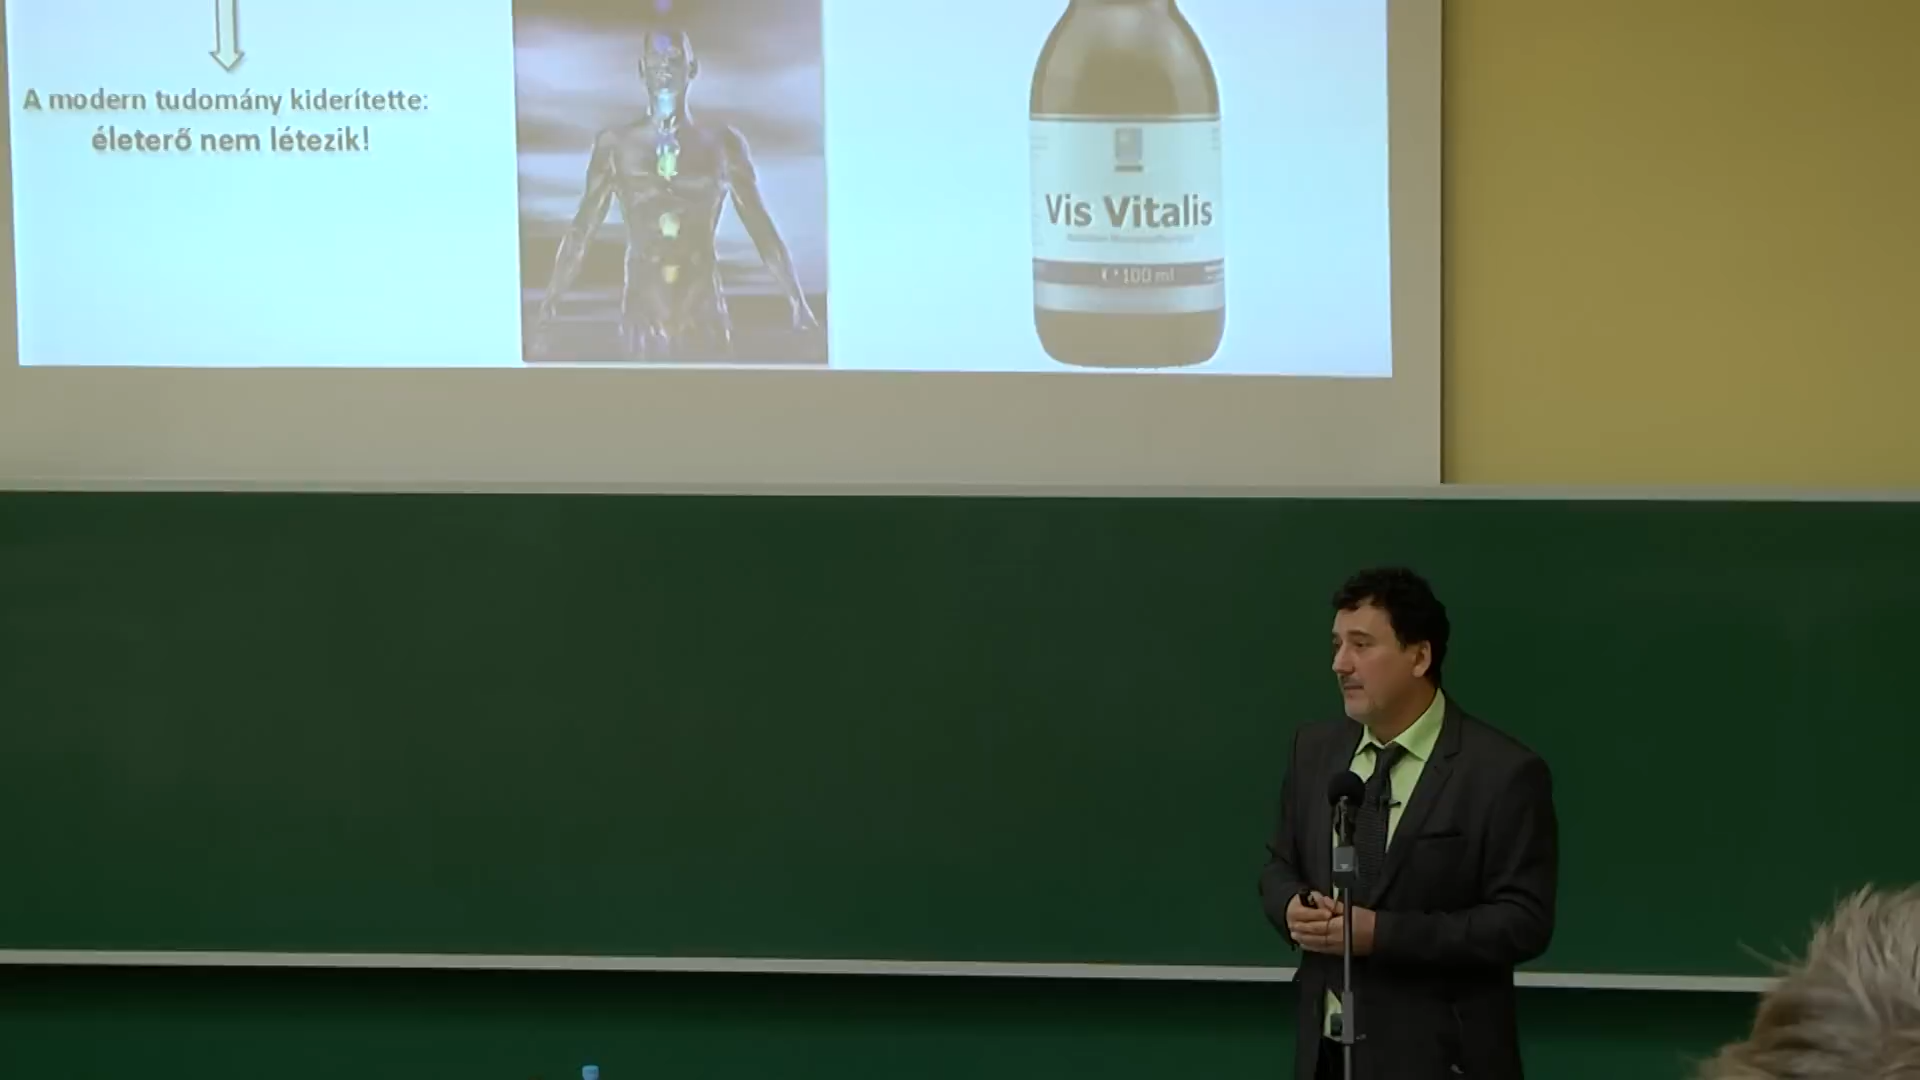 A modern tudomány kiderítette:
életerő nem létezik!
Vis Vitalis
100 ml